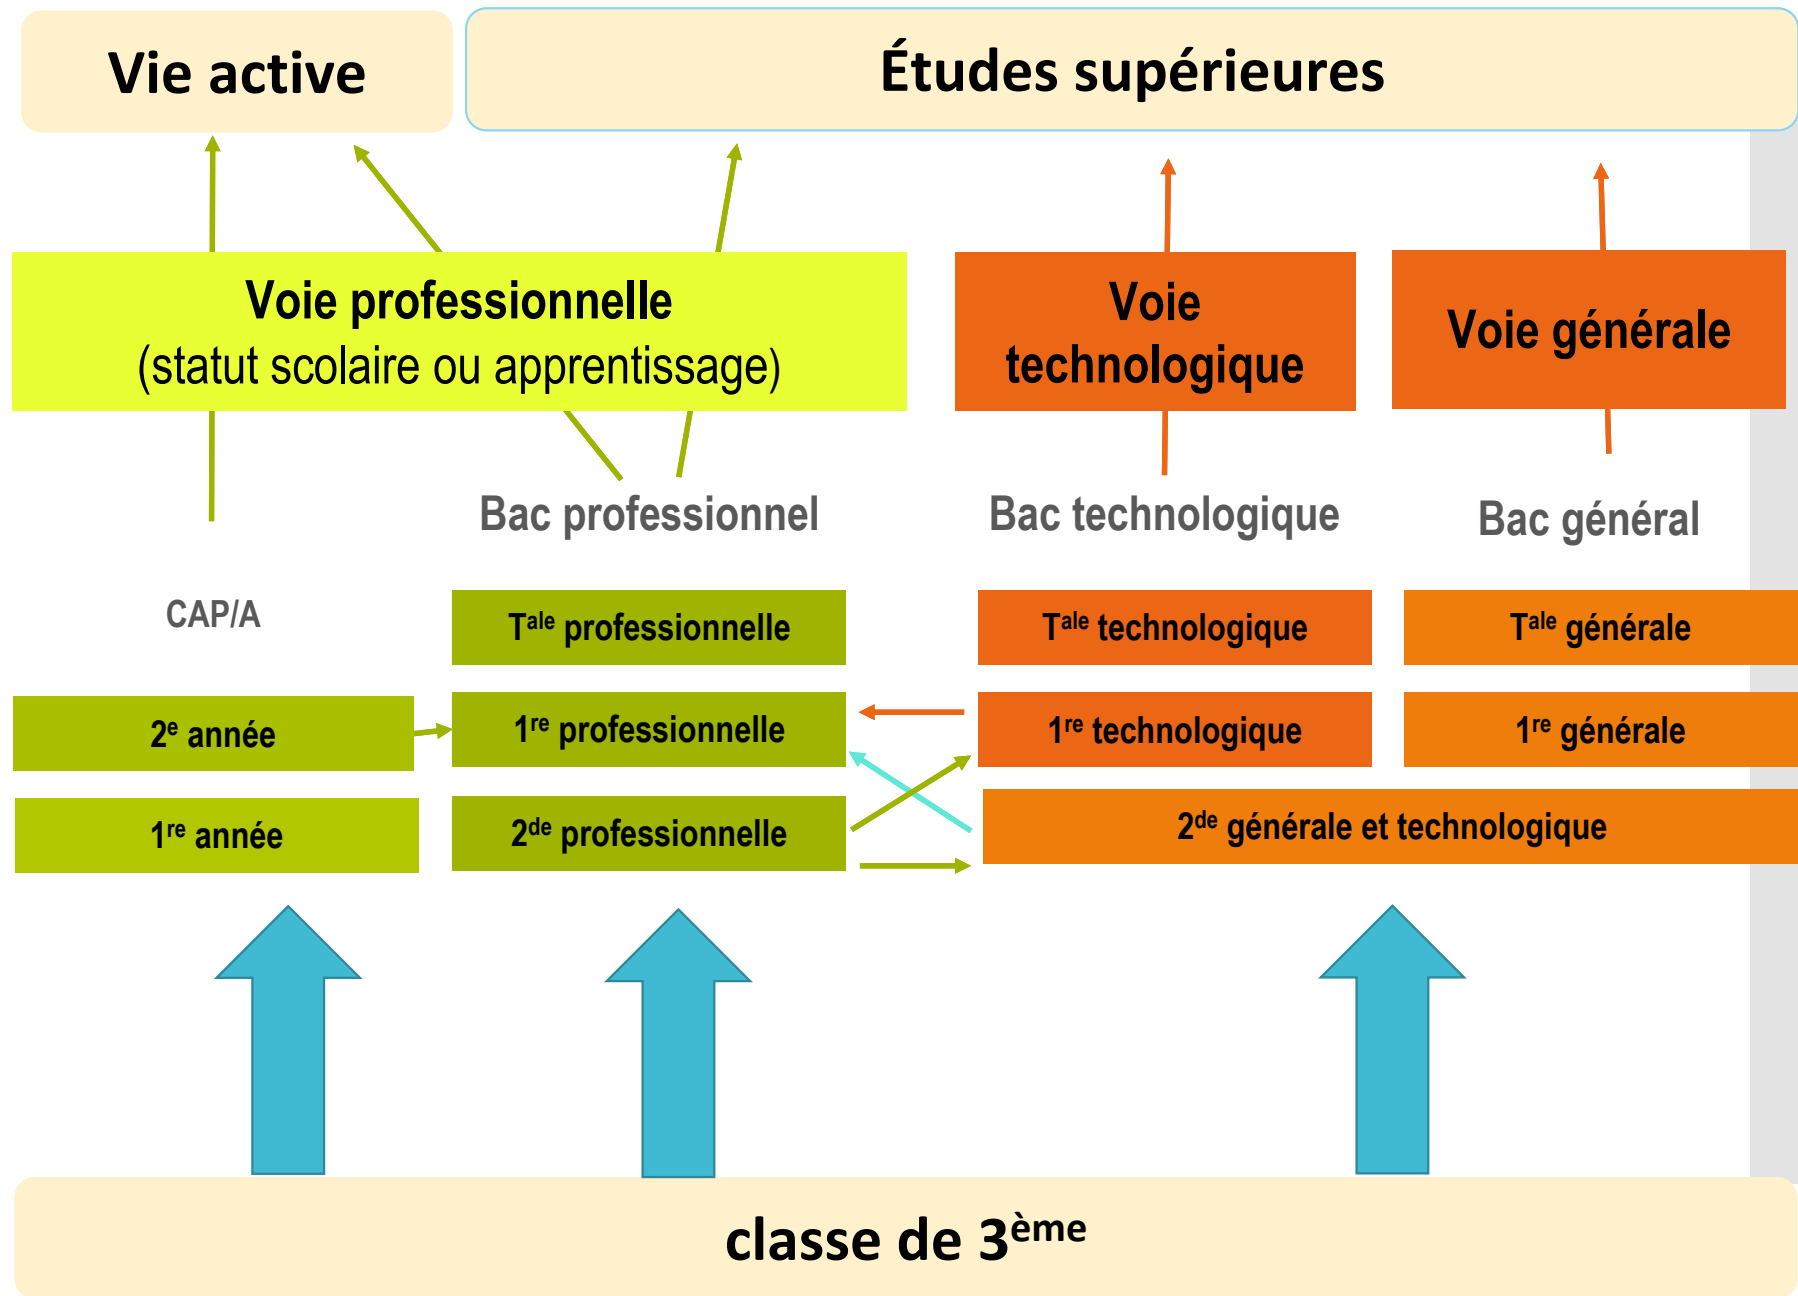 Vie active
Études supérieures
Voie professionnelle
(statut scolaire ou apprentissage)
Voie
technologique
Voie générale
Bac professionnel
Bac technologique
Bac général
CAP/A
Tale professionnelle
Tale technologique
Tale générale
2e année
1re professionnelle
1re technologique
1re générale
1re année
2de professionnelle
2de générale et technologique
classe de 3ème